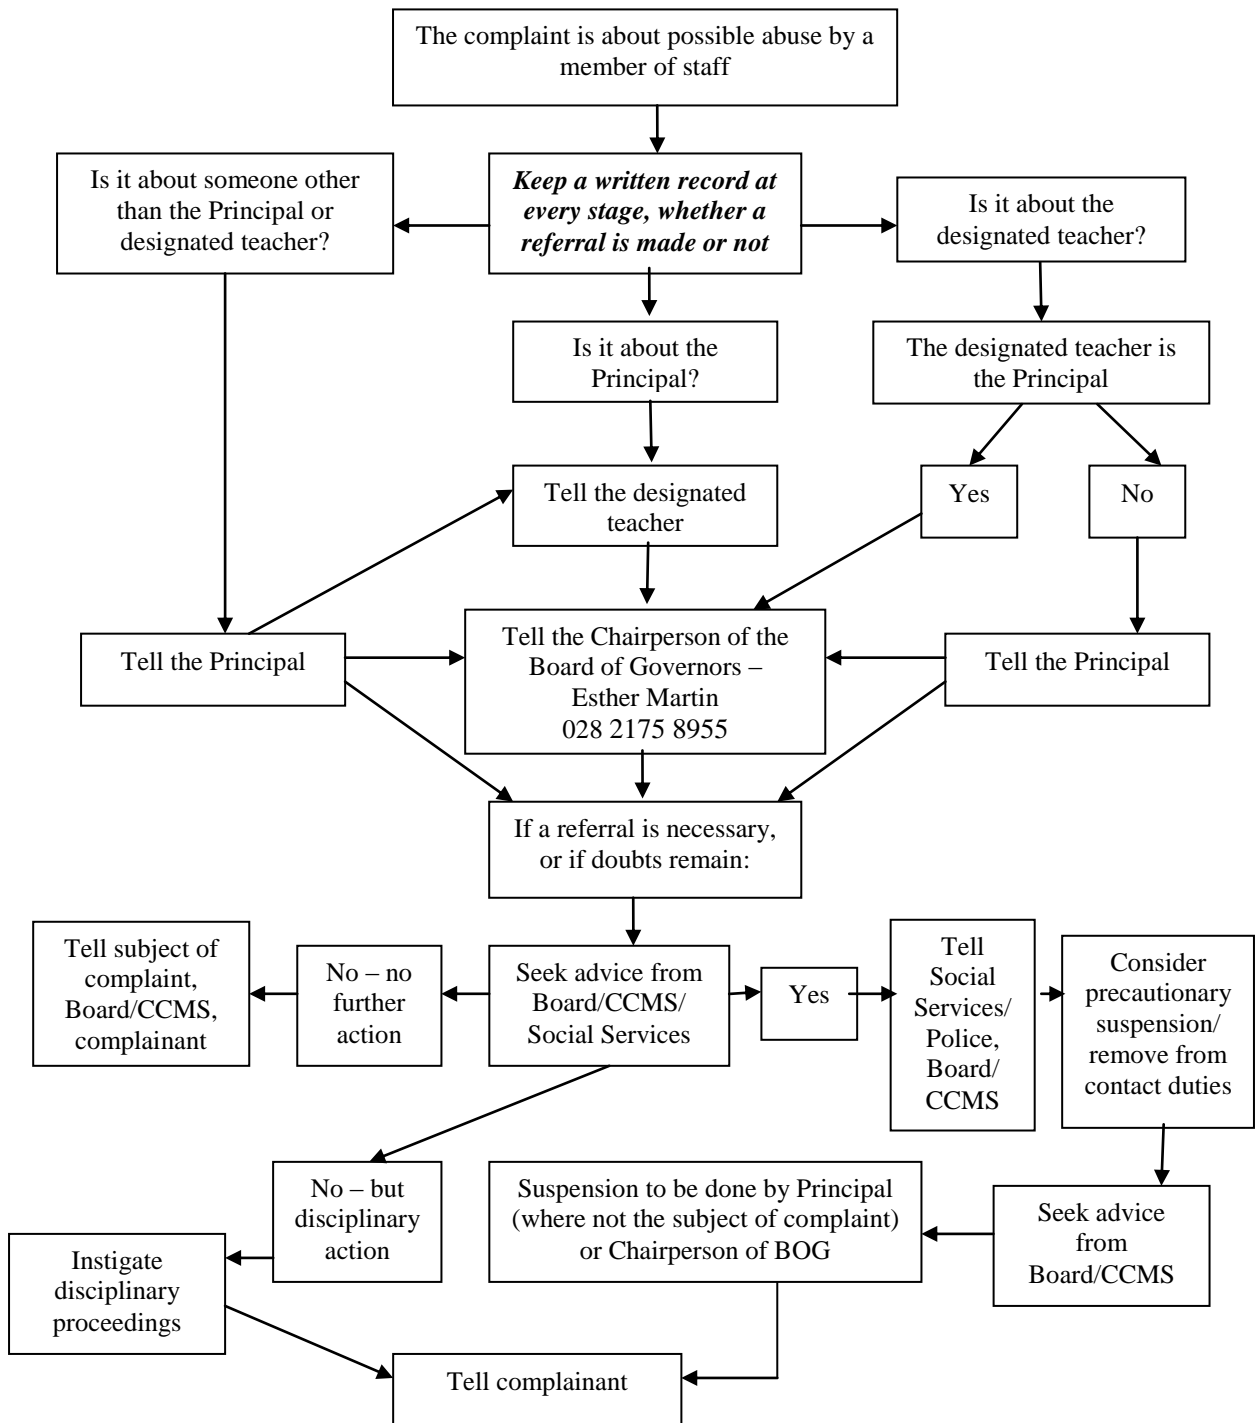 The complaint is about possible abuse by a
member of staff
Is it about someone other
than the Principal or
designated teacher?
Keep a written record at
every stage, whether a
referral is made or not
Is it about the
designated teacher?
Is it about the
Principal?
The designated teacher is
the Principal
Tell the designated
teacher
Yes
No
Tell the Principal
Tell the Chairperson of the
Board of Governors –
Esther Martin
028 2175 8955
Tell the Principal
If a referral is necessary,
or if doubts remain:
Tell subject of
complaint,
Board/CCMS,
complainant
No – no
further
action
Seek advice from
Board/CCMS/
Social Services
Yes
Tell
Social
Services/
Police,
Board/
CCMS
Consider
precautionary
suspension/
remove from
contact duties
No – but
disciplinary
action
Suspension to be done by Principal
(where not the subject of complaint)
or Chairperson of BOG
Seek advice
from
Board/CCMS
Instigate
disciplinary
proceedings
Tell complainant